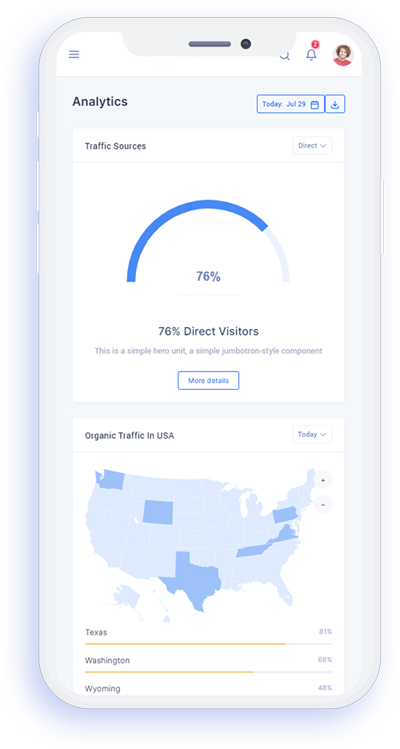 2
Analytics
Today: Jul 29
Traffic Sources
Direct
76%
76% Direct Visitors
This is a simple hero unit, a simple jumbotron-style component
More details
Organic Traffic In USA
Today
+
−
Texas 81%
Washington 68%
Wyoming 48%